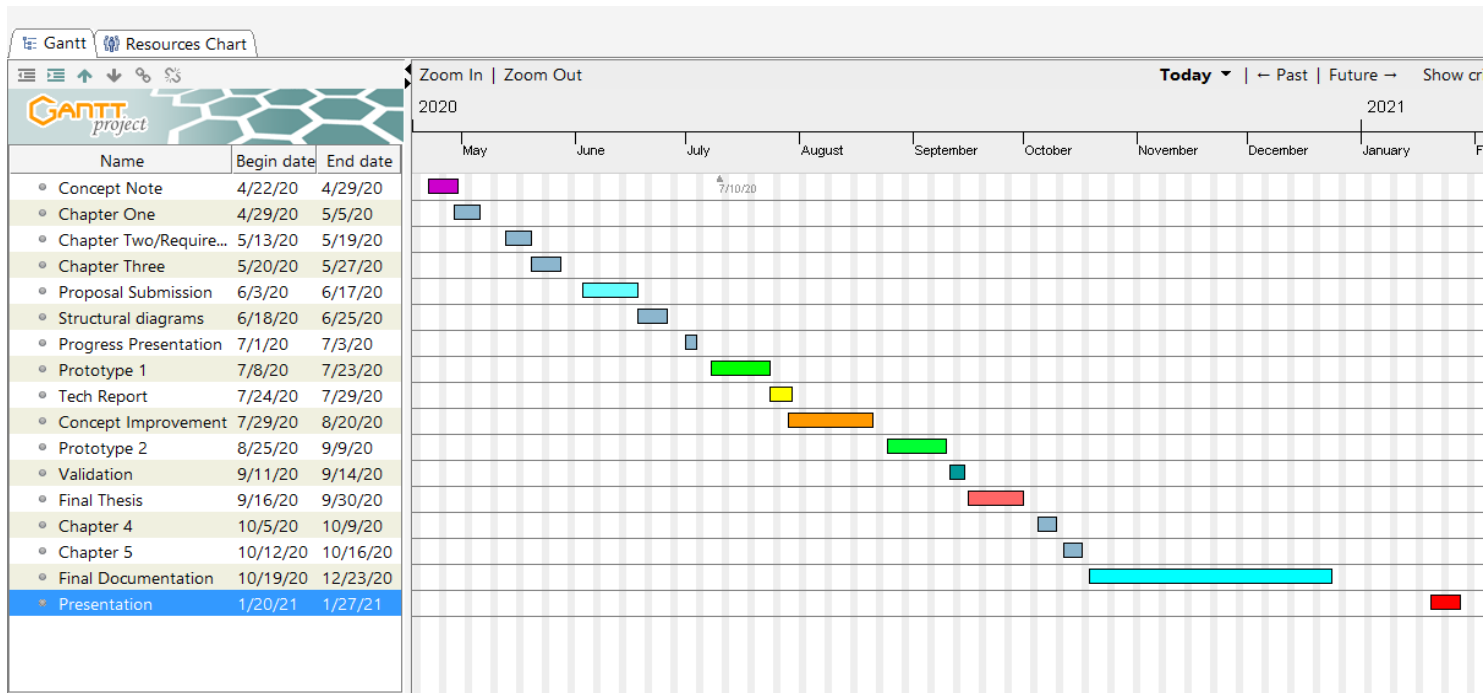 Gantt Resources Chart
Zoom In | Zoom Out Today ▼ | ← Past | Future → Show cr
GANTT project
2020 2021
May June July August September October November December January F
Name Begin date End date
Concept Note 4/22/20 4/29/20
7/10/20
Chapter One 4/29/20 5/5/20
Chapter Two/Require... 5/13/20 5/19/20
Chapter Three 5/20/20 5/27/20
Proposal Submission 6/3/20 6/17/20
Structural diagrams 6/18/20 6/25/20
Progress Presentation 7/1/20 7/3/20
Prototype 1 7/8/20 7/23/20
Tech Report 7/24/20 7/29/20
Concept Improvement 7/29/20 8/20/20
Prototype 2 8/25/20 9/9/20
Validation 9/11/20 9/14/20
Final Thesis 9/16/20 9/30/20
Chapter 4 10/5/20 10/9/20
Chapter 5 10/12/20 10/16/20
Final Documentation 10/19/20 12/23/20
Presentation 1/20/21 1/27/21